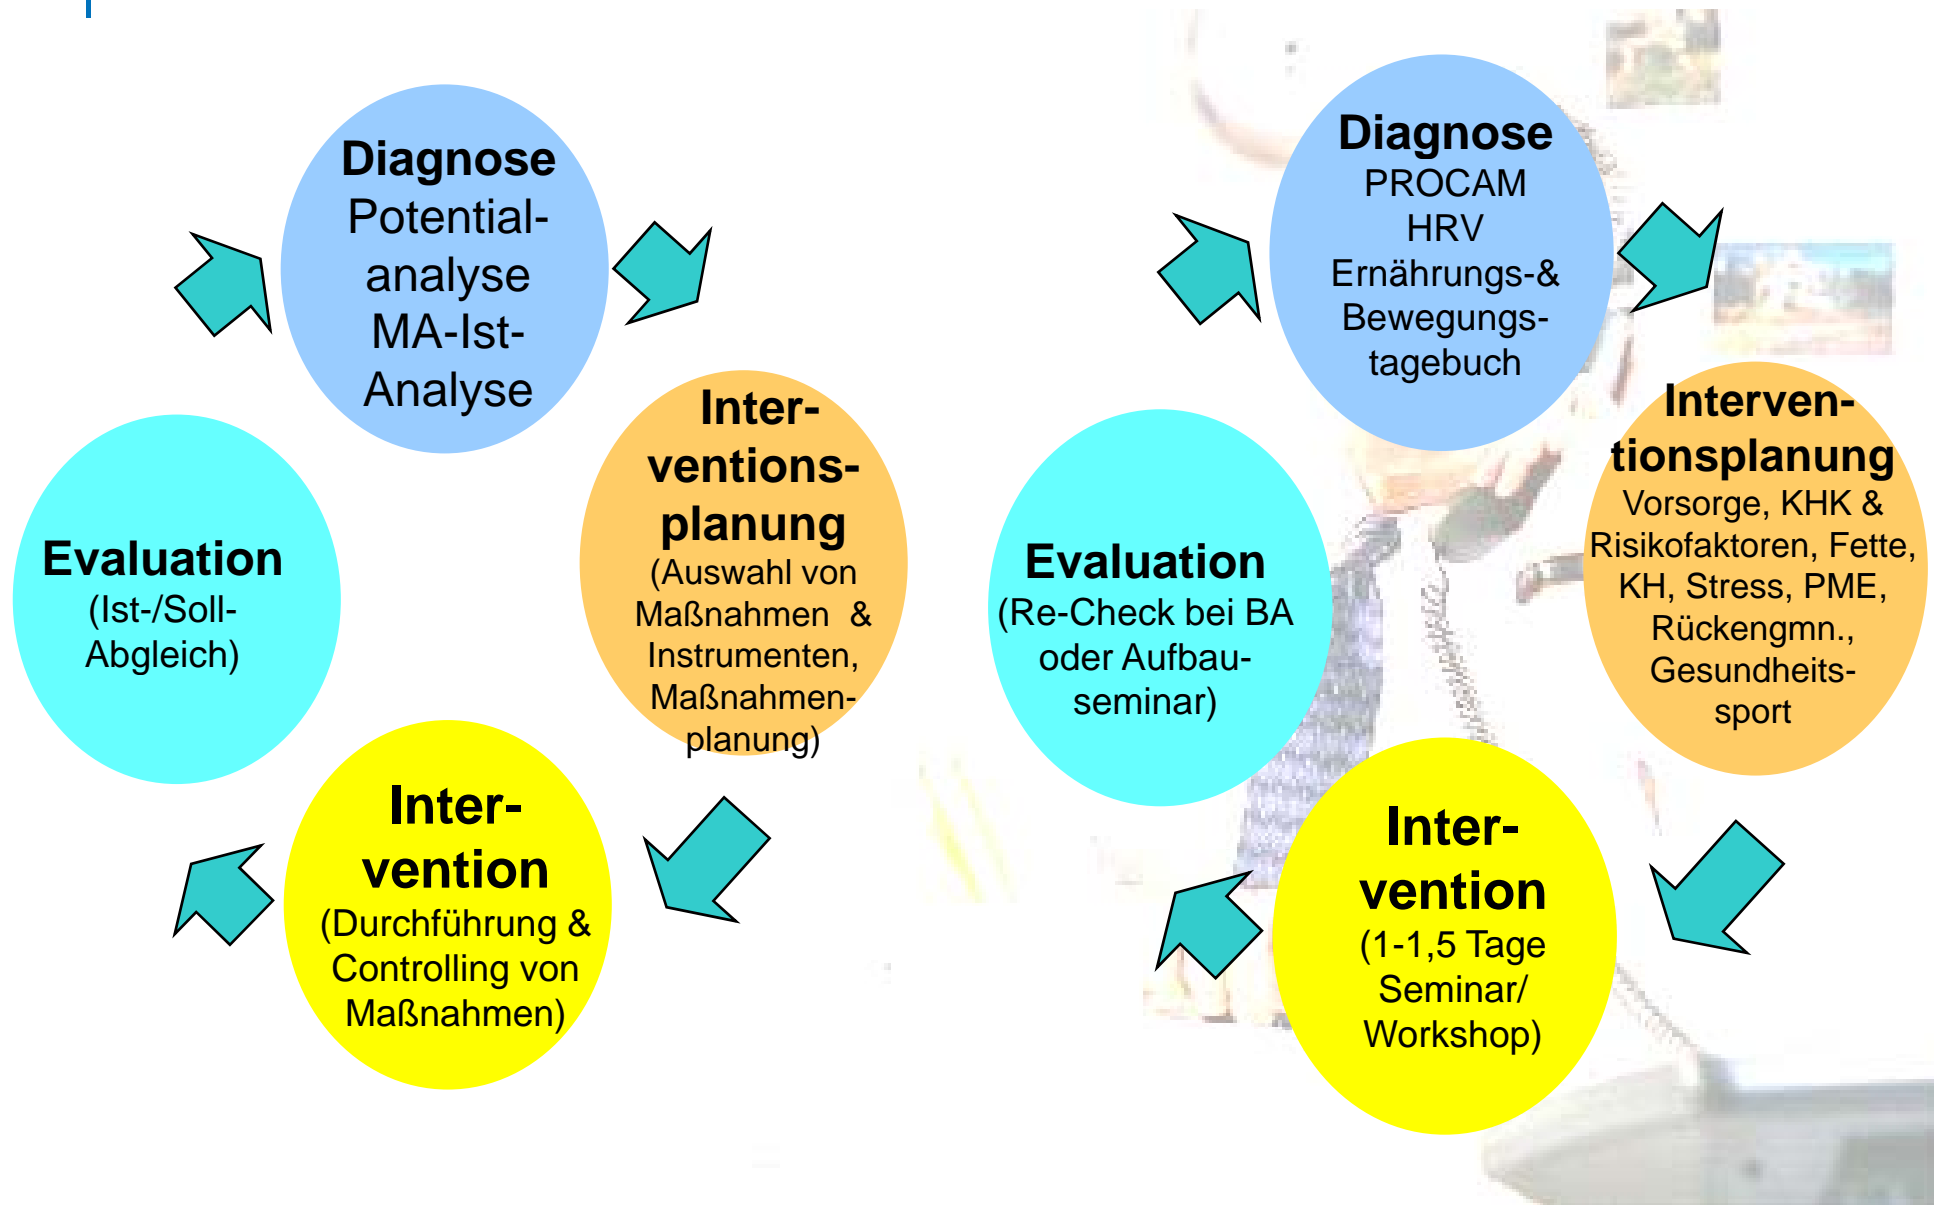 Diagnose
Potential-
analyse
MA-Ist-
Analyse
Inter-
ventions-
planung
(Auswahl von
Maßnahmen &
Instrumenten,
Maßnahmen-
planung)
Inter-
vention
(Durchführung &
Controlling von
Maßnahmen)
Evaluation
(Ist-/Soll-
Abgleich)
Diagnose
PROCAM
HRV
Ernährungs-&
Bewegungs-
tagebuch
Interven-
tionsplanung
Vorsorge, KHK &
Risikofaktoren, Fette,
KH, Stress, PME,
Rückengmn.,
Gesundheits-
sport
Inter-
vention
(1-1,5 Tage
Seminar/
Workshop)
Evaluation
(Re-Check bei BA
oder Aufbau-
seminar)